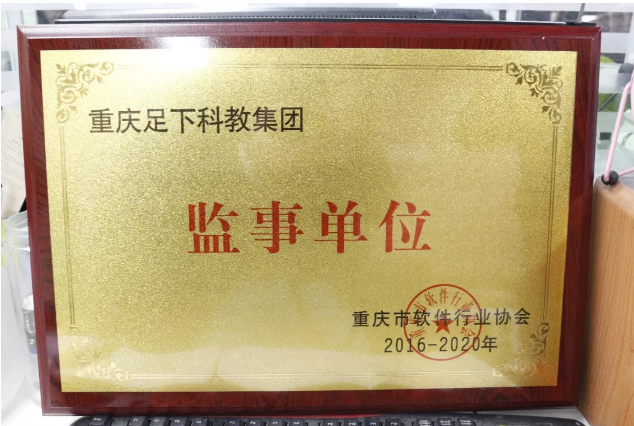 重庆足下科教集团
监事单位
重庆市软件行业协会
2016-2020年